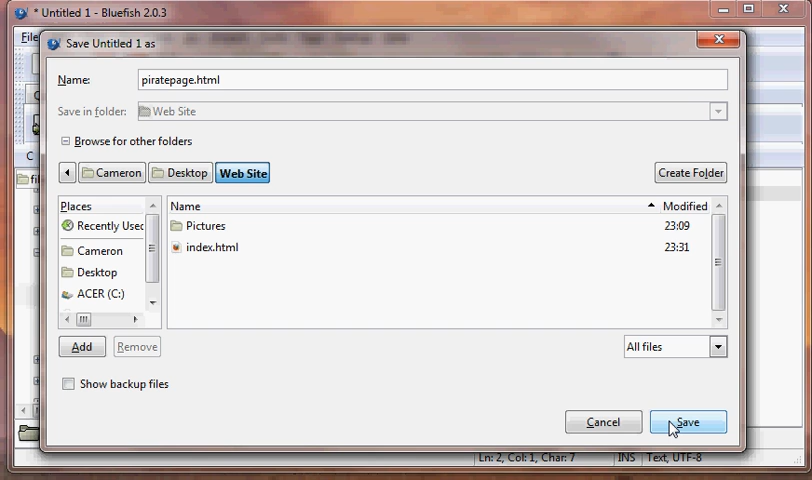 * Untitled 1 - Bluefish 2.0.3
File
Save Untitled 1 as
Name: piratepage.html
Save in folder: Web Site
Browse for other folders
Cameron Desktop Web Site Create Folder
Places Name Modified
Recently Used Pictures 23:09
Cameron index.html 23:31
Desktop
ACER (C:)
Add Remove All files
Show backup files
Cancel Save
Ln: 2, Col: 1, Char: 7 INS Text, UTF-8